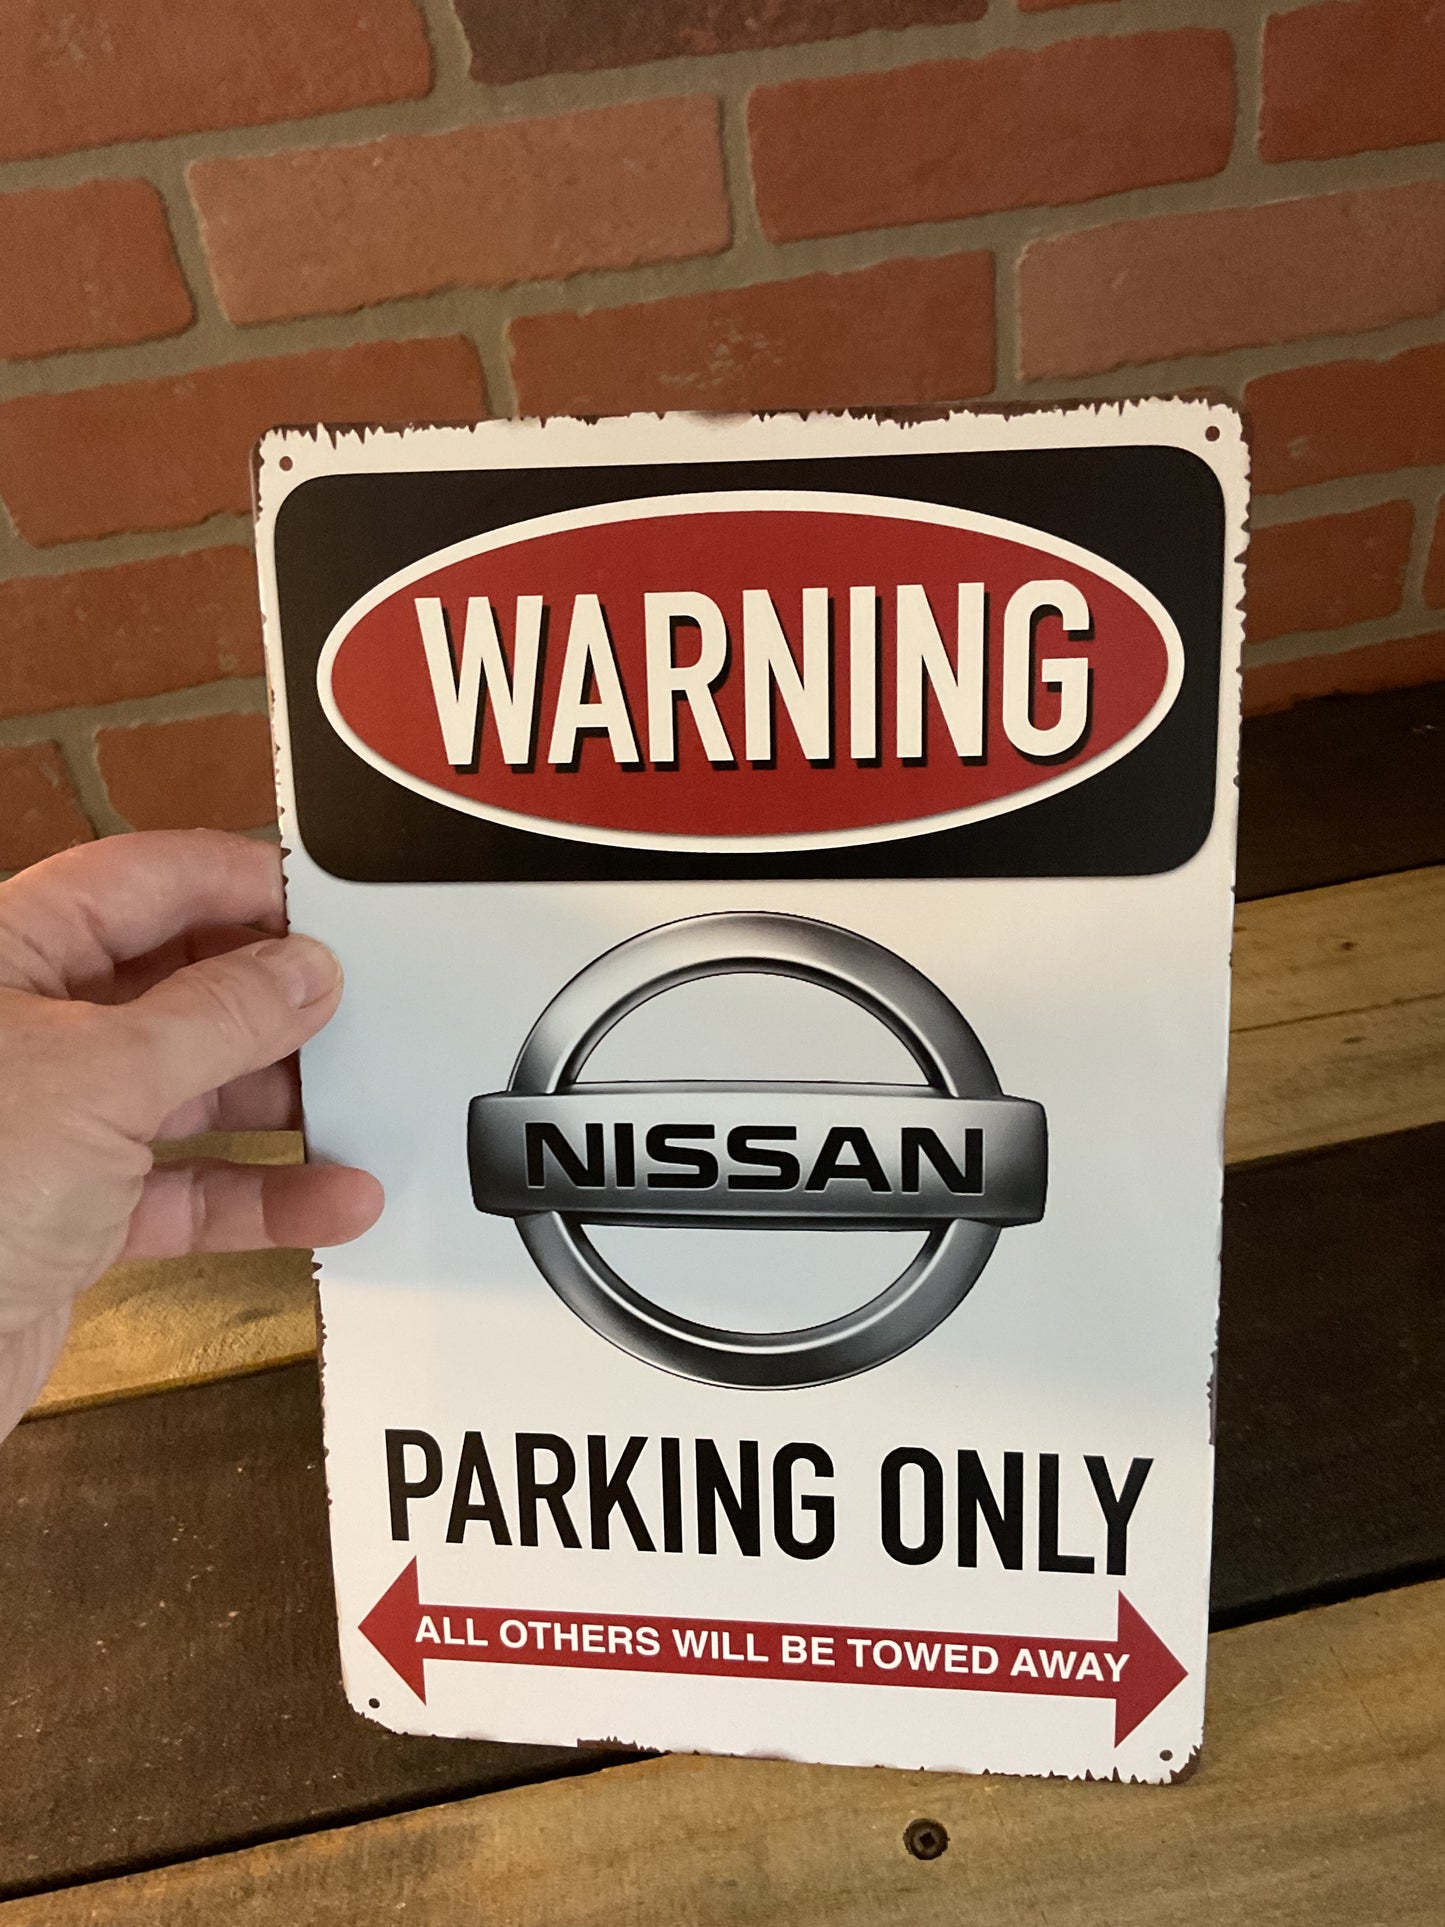 WARNING
NISSAN
PARKING ONLY
ALL OTHERS WILL BE TOWED AWAY